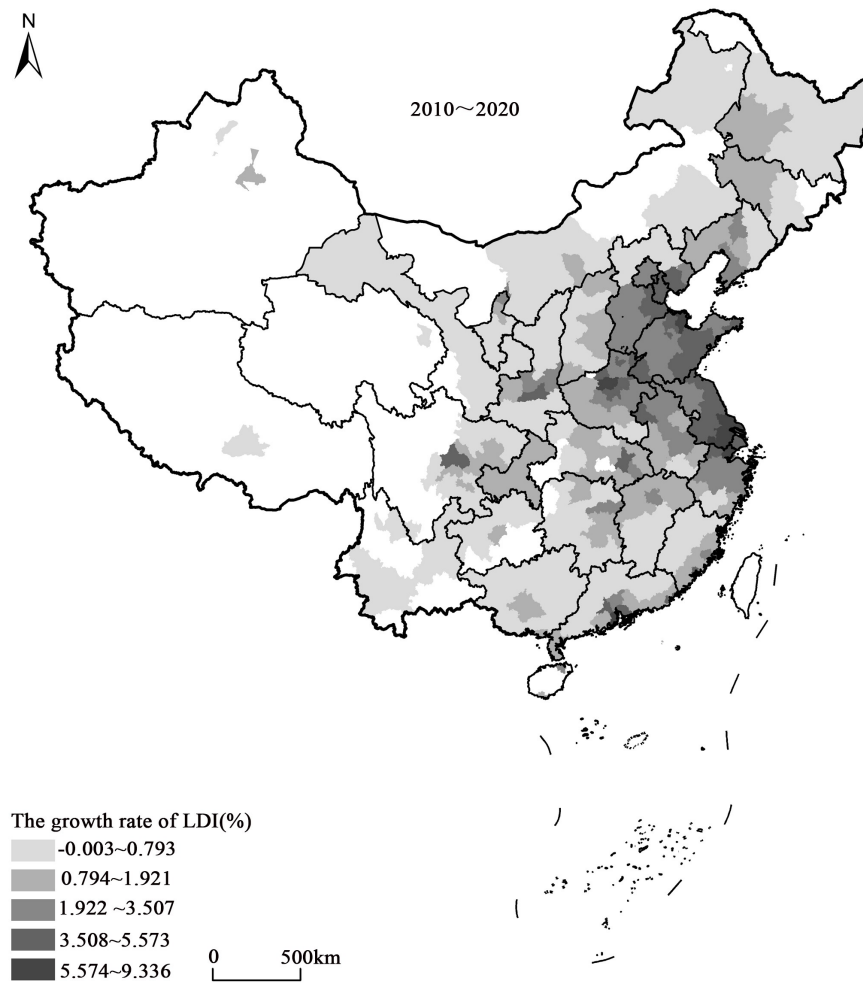 N
2010～2020
The growth rate of LDI(%)
-0.003~0.793
0.794~1.921
1.922 ~3.507
3.508~5.573
5.574~9.336
0 500km